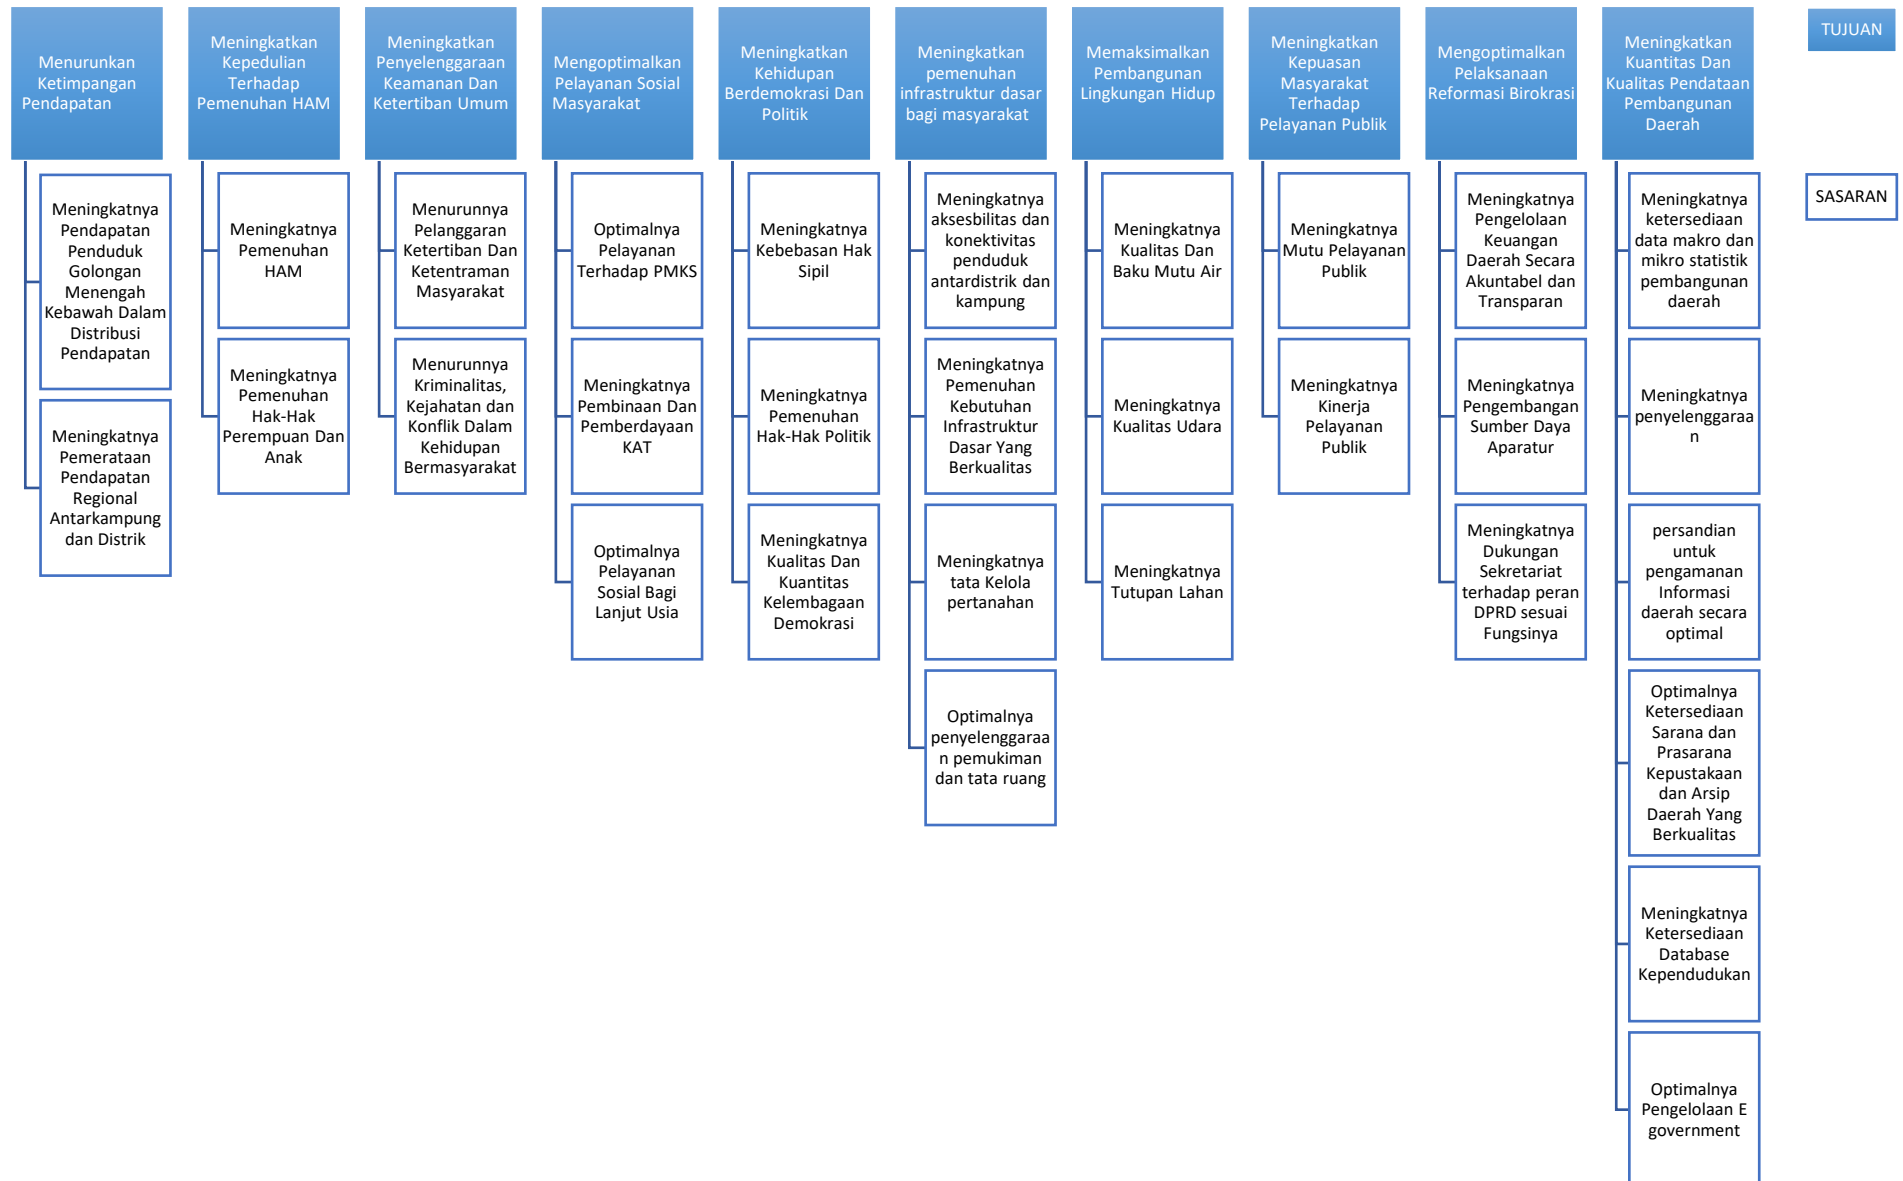 Menurunkan
Ketimpangan
Pendapatan
Meningkatnya
Pendapatan
Penduduk
Golongan
Menengah
Kebawah Dalam
Distribusi
Pendapatan
Meningkatnya
Pemerataan
Pendapatan
Regional
Antarkampung
dan Distrik
Meningkatkan
Kepedulian
Terhadap
Pemenuhan HAM
Meningkatnya
Pemenuhan
HAM
Meningkatnya
Pemenuhan
Hak-Hak
Perempuan Dan
Anak
Meningkatkan
Penyelenggaraan
Keamanan Dan
Ketertiban Umum
Menurunnya
Pelanggaran
Ketertiban Dan
Ketentraman
Masyarakat
Menurunnya
Kriminalitas,
Kejahatan dan
Konflik Dalam
Kehidupan
Bermasyarakat
Mengoptimalkan
Pelayanan Sosial
Masyarakat
Optimalnya
Pelayanan
Terhadap PMKS
Meningkatnya
Pembinaan Dan
Pemberdayaan
KAT
Optimalnya
Pelayanan
Sosial Bagi
Lanjut Usia
Meningkatkan
Kehidupan
Berdemokrasi Dan
Politik
Meningkatnya
Kebebasan Hak
Sipil
Meningkatnya
Pemenuhan
Hak-Hak Politik
Meningkatnya
Kualitas Dan
Kuantitas
Kelembagaan
Demokrasi
Meningkatkan
pemenuhan
infrastruktur dasar
bagi masyarakat
Meningkatnya
aksesbilitas dan
konektivitas
penduduk
antardistrik dan
kampung
Meningkatnya
Pemenuhan
Kebutuhan
Infrastruktur
Dasar Yang
Berkualitas
Meningkatnya
tata Kelola
pertanahan
Optimalnya
penyelenggaraa
n pemukiman
dan tata ruang
Memaksimalkan
Pembangunan
Lingkungan Hidup
Meningkatnya
Kualitas Dan
Baku Mutu Air
Meningkatnya
Kualitas Udara
Meningkatnya
Tutupan Lahan
Meningkatkan
Kepuasan
Masyarakat
Terhadap
Pelayanan Publik
Meningkatnya
Mutu Pelayanan
Publik
Meningkatnya
Kinerja
Pelayanan
Publik
Mengoptimalkan
Pelaksanaan
Reformasi Birokrasi
Meningkatnya
Pengelolaan
Keuangan
Daerah Secara
Akuntabel dan
Transparan
Meningkatnya
Pengembangan
Sumber Daya
Aparatur
Meningkatnya
Dukungan
Sekretariat
terhadap peran
DPRD sesuai
Fungsinya
Meningkatkan
Kuantitas Dan
Kualitas Pendataan
Pembangunan
Daerah
Meningkatnya
ketersediaan
data makro dan
mikro statistik
pembangunan
daerah
Meningkatnya
penyelenggaraa
n
persandian
untuk
pengamanan
Informasi
daerah secara
optimal
Optimalnya
Ketersediaan
Sarana dan
Prasarana
Kepustakaan
dan Arsip
Daerah Yang
Berkualitas
Meningkatnya
Ketersediaan
Database
Kependudukan
Optimalnya
Pengelolaan E
government
TUJUAN
SASARAN